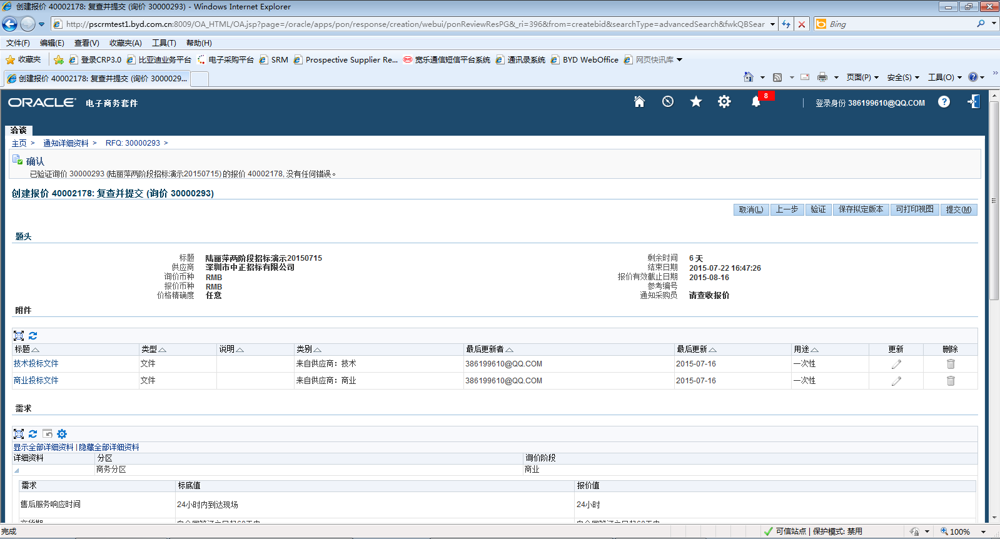 创建报价 40002178: 复查并提交 (询价 30000293) - Windows Internet Explorer
http://pscrmtest1.byd.com.cn:8009/OA_HTML/OA.jsp?page=/oracle/apps/pon/response/creation/webui/ponReviewResPG&_ri=396&from=createbid&searchType=advancedSearch&fwkQBSear
Bing
文件(F) 编辑(E) 查看(V) 收藏夹(A) 工具(T) 帮助(H)
收藏夹 登录CRP3.0 比亚迪业务平台 电子采购平台 SRM Prospective Supplier Re... 宽乐通信短信平台系统 通讯录系统 BYD WebOffice 网页快讯库
创建报价 40002178: 复查并提交 (询价 3000029... 页面(P) 安全(S) 工具(O) »
ORACLE 电子商务套件 8 登录身份 386199610@QQ.COM
洽谈
主页 > 通知详细资料 > RFQ: 30000293 >
确认
已验证询价 30000293 (陆丽萍两阶段招标演示20150715) 的报价 40002178, 没有任何错误。
创建报价 40002178: 复查并提交 (询价 30000293)
取消(L) 上一步 验证 保存拟定版本 可打印视图 提交(M)
题头
标题 陆丽萍两阶段招标演示20150715 剩余时间 6 天
供应商 深圳市中正招标有限公司 结束日期 2015-07-22 16:47:26
询价币种 RMB 报价有效截止日期 2015-08-16
报价币种 RMB 参考编号
价格精确度 任意 通知采购员 请查收报价
附件
标题 类型 说明 类别 最后更新者 最后更新 用途 更新 删除
技术投标文件 文件 来自供应商: 技术 386199610@QQ.COM 2015-07-16 一次性
商业投标文件 文件 来自供应商: 商业 386199610@QQ.COM 2015-07-16 一次性
需求
显示全部详细资料 | 隐藏全部详细资料
详细资料 分区 询价阶段
商务分区 商业
需求 标底值 报价值
售后服务响应时间 24小时内到达现场 24小时
完成 可信站点 | 保护模式: 禁用 100%